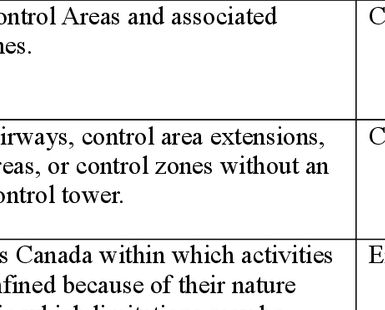 ontrol Areas and associated C
nes.
irways, control area extensions, C
reas, or control zones without an
ontrol tower.
s Canada within which activities E
nfined because of their nature